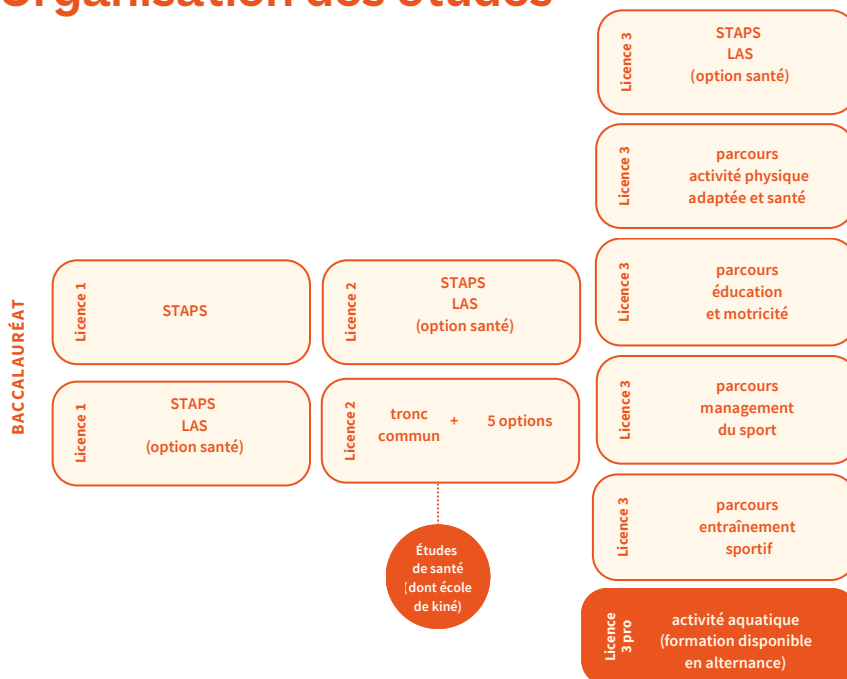 Organisation des études
BACCALAURÉAT
Licence 1
STAPS
Licence 1
STAPS
LAS
(option santé)
Licence 2
STAPS
LAS
(option santé)
Licence 2
tronc
commun
+
5 options
Études
de santé
(dont école
de kiné)
Licence 3
STAPS
LAS
(option santé)
Licence 3
parcours
activité physique
adaptée et santé
Licence 3
parcours
éducation
et motricité
Licence 3
parcours
management
du sport
Licence 3
parcours
entraînement
sportif
Licence
3 pro
activité aquatique
(formation disponible
en alternance)